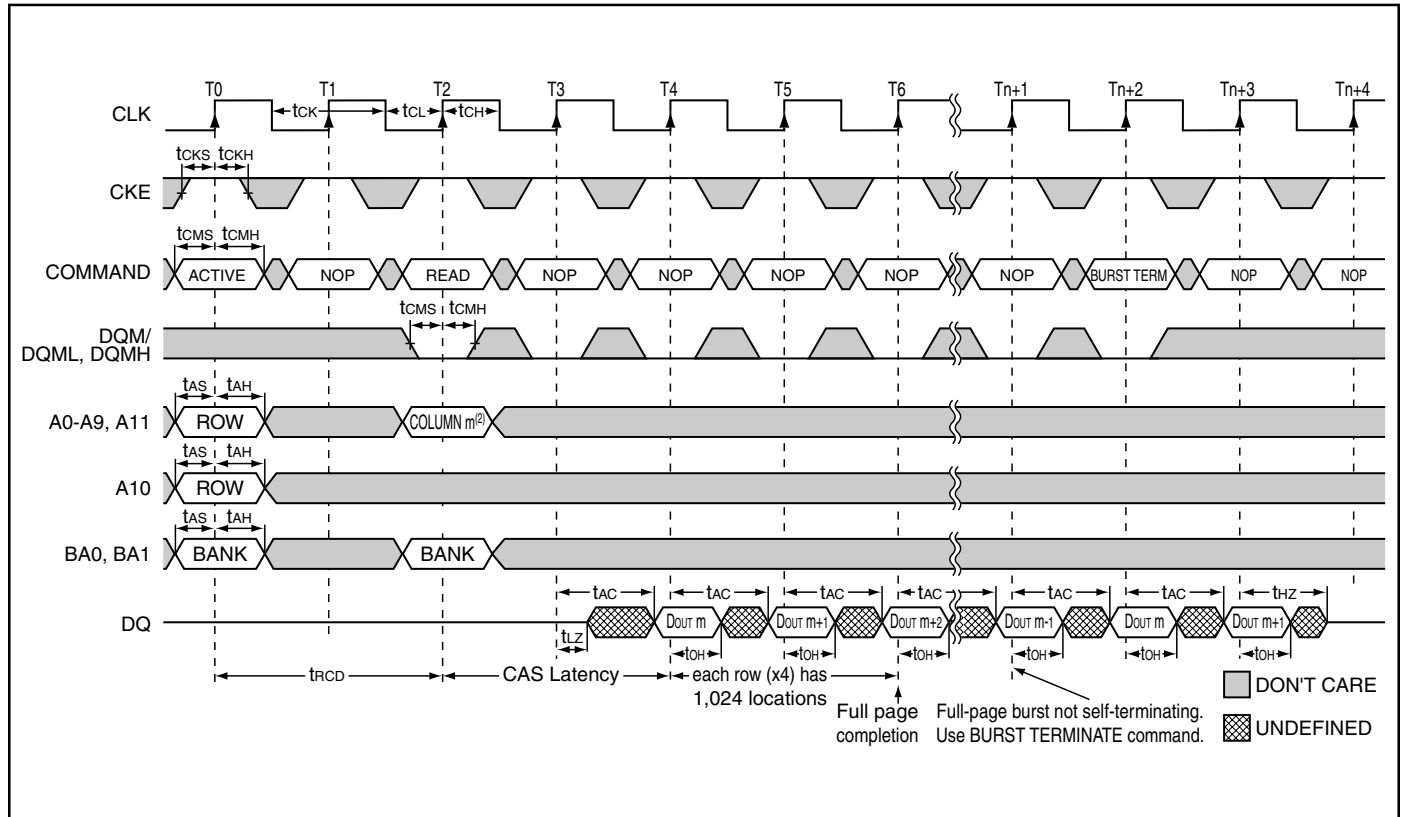 T0 T1 T2 T3 T4 T5 T6 Tn+1 Tn+2 Tn+3 Tn+4
CLK tCK tCL tCH
tCKS tCKH
CKE
tCMS tCMH
COMMAND ACTIVE NOP READ NOP NOP NOP NOP NOP BURST TERM NOP NOP
tCMS tCMH
DQM/
DQML, DQMH
tAS tAH
A0-A9, A11 ROW COLUMN m(2)
tAS tAH
A10 ROW
tAS tAH
BA0, BA1 BANK BANK
tAC tAC tAC tAC tAC tAC tHZ
DQ DOUT m DOUT m+1 DOUT m+2 DOUT m-1 DOUT m DOUT m+1
tLZ tOH tOH tOH tOH tOH tOH
tRCD CAS Latency each row (x4) has
1,024 locations
Full page
completion
Full-page burst not self-terminating.
Use BURST TERMINATE command.
DON'T CARE
UNDEFINED